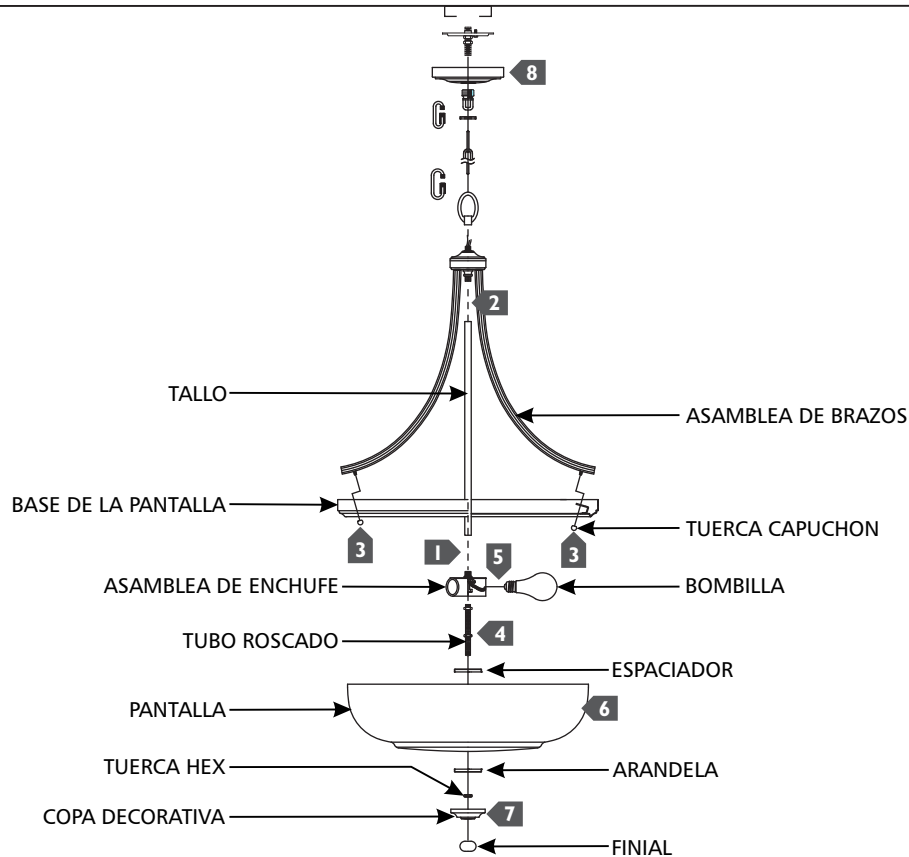 8
2
TALLO
ASAMBLEA DE BRAZOS
BASE DE LA PANTALLA
TUERCA CAPUCHON
3
3
1
5
ASAMBLEA DE ENCHUFE
BOMBILLA
4
TUBO ROSCADO
ESPACIADOR
PANTALLA
6
TUERCA HEX
ARANDELA
COPA DECORATIVA
7
FINIAL